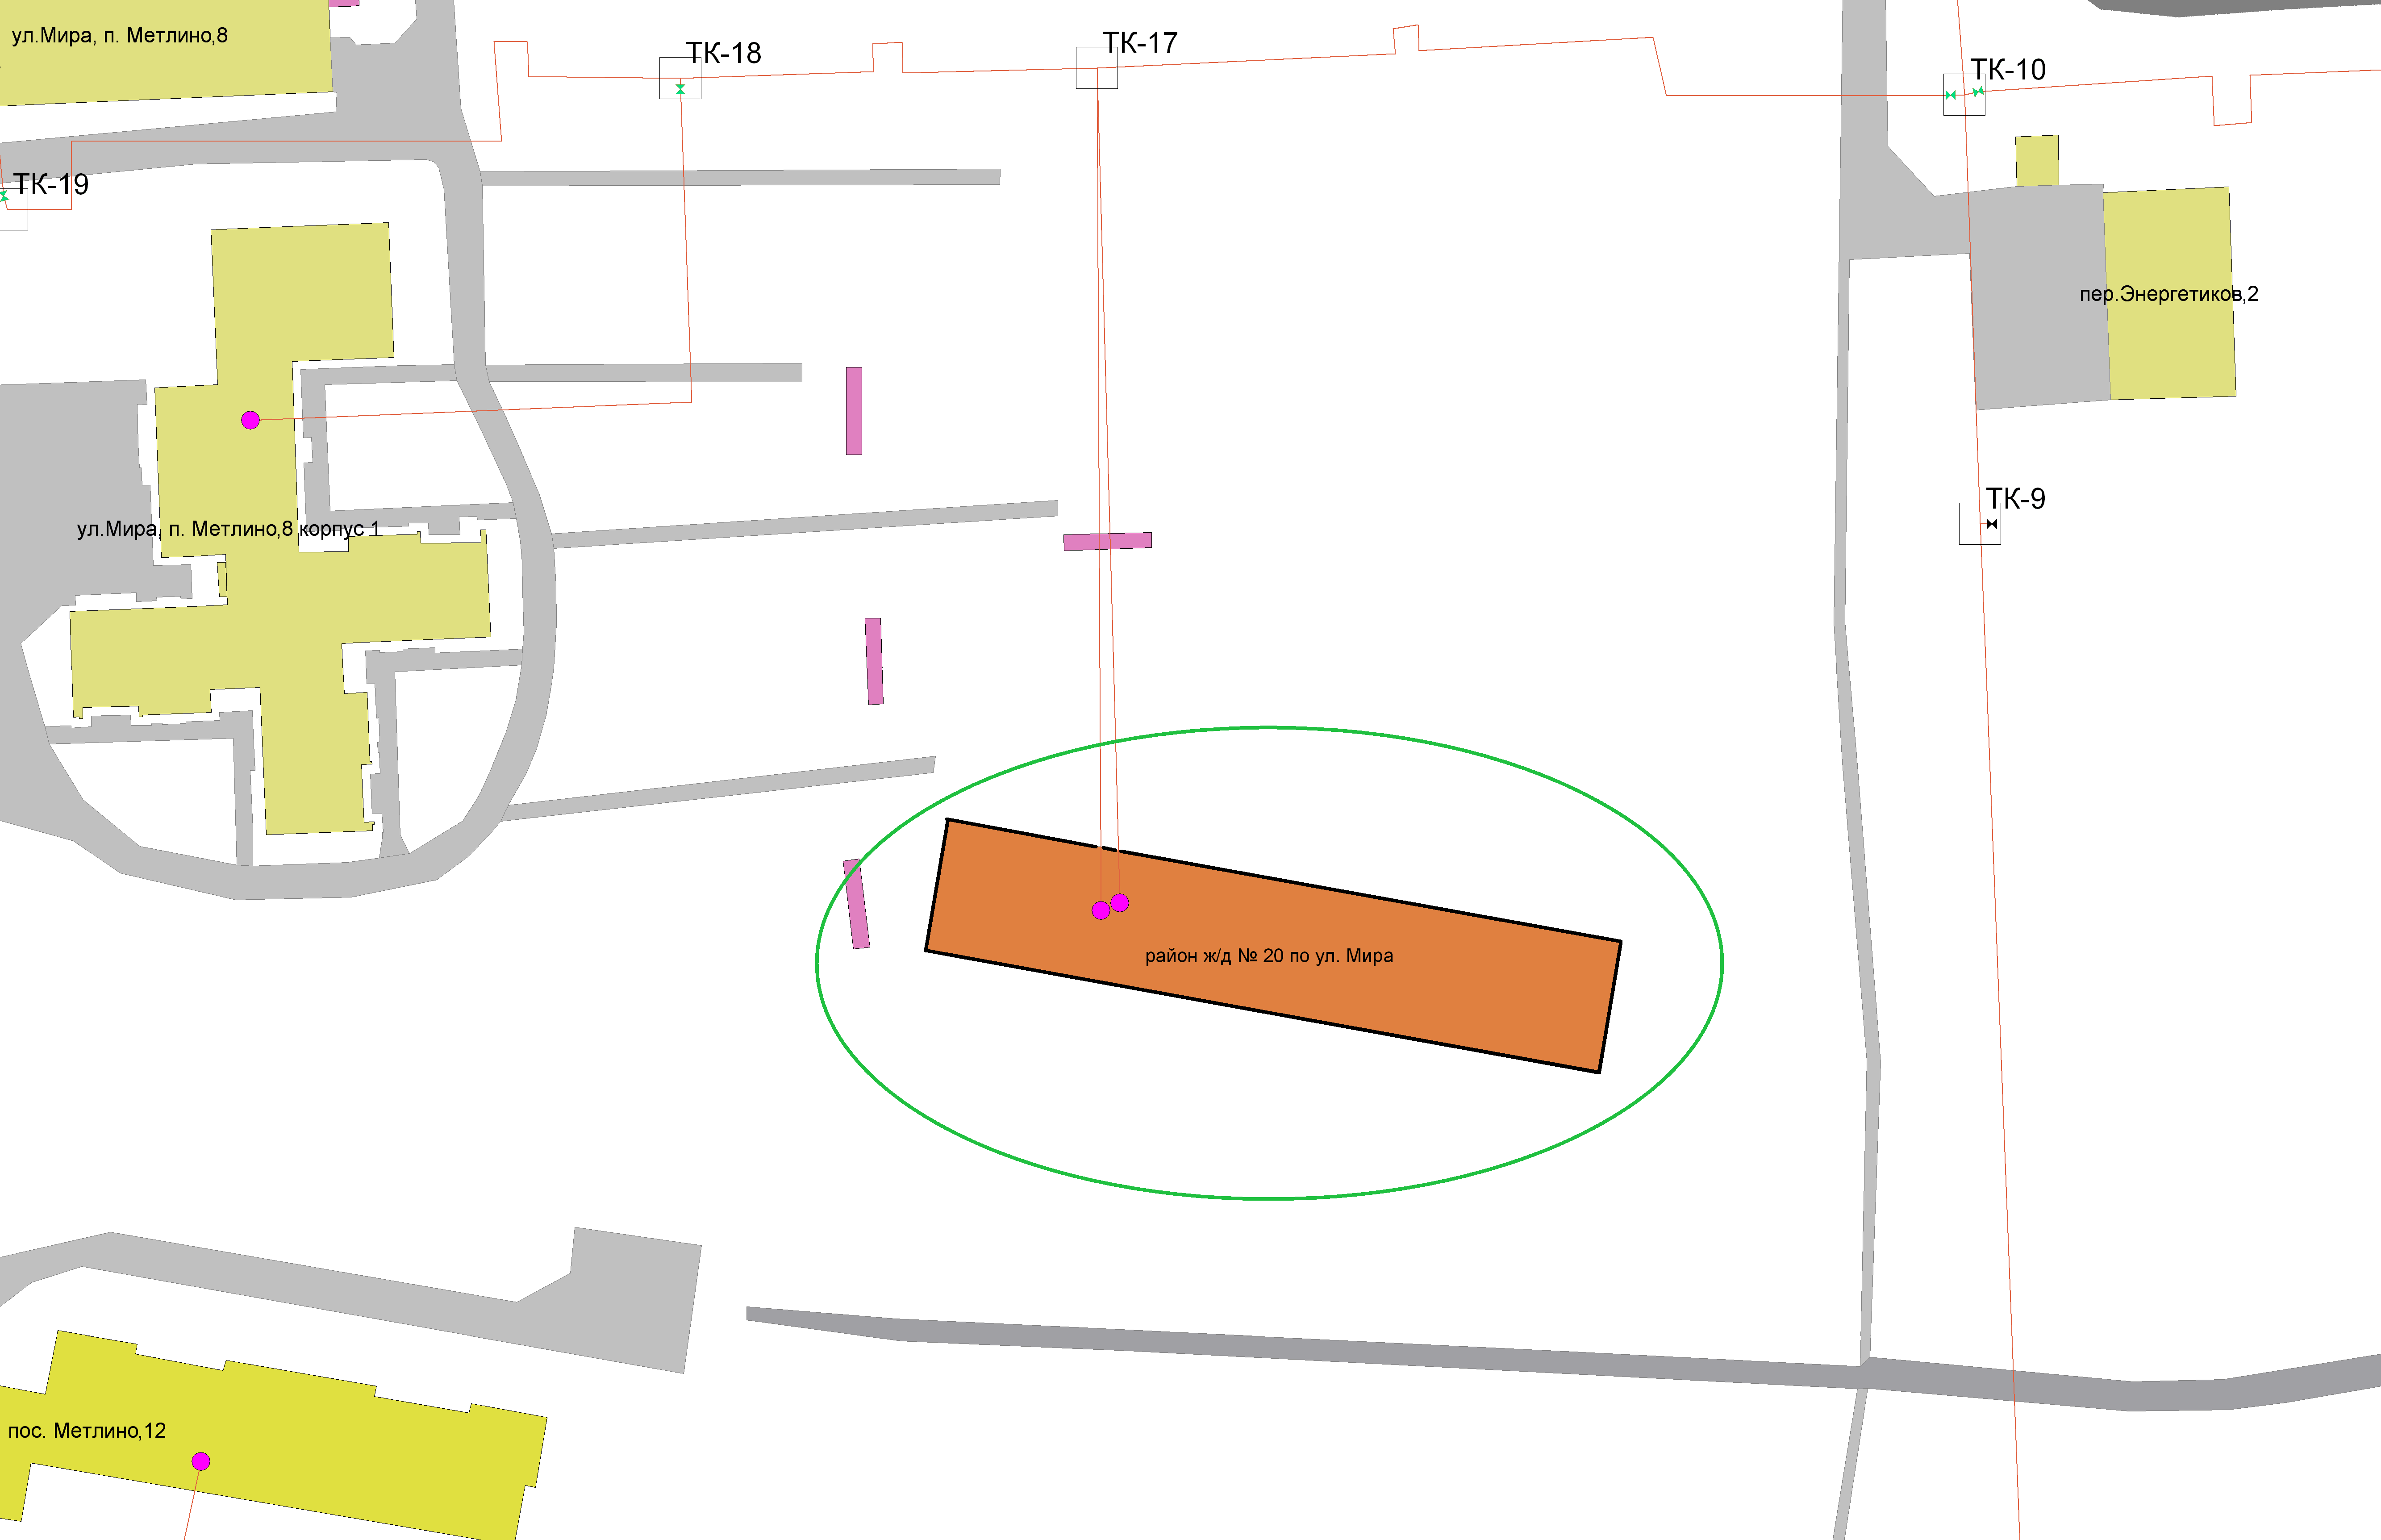 ул.Мира, п. Метлино,8
ТК-18
ТК-17
ТК-10
ТК-19
пер.Энергетиков,2
ТК-9
ул.Мира, п. Метлино,8 корпус 1
район ж/д № 20 по ул. Мира
пос. Метлино,12